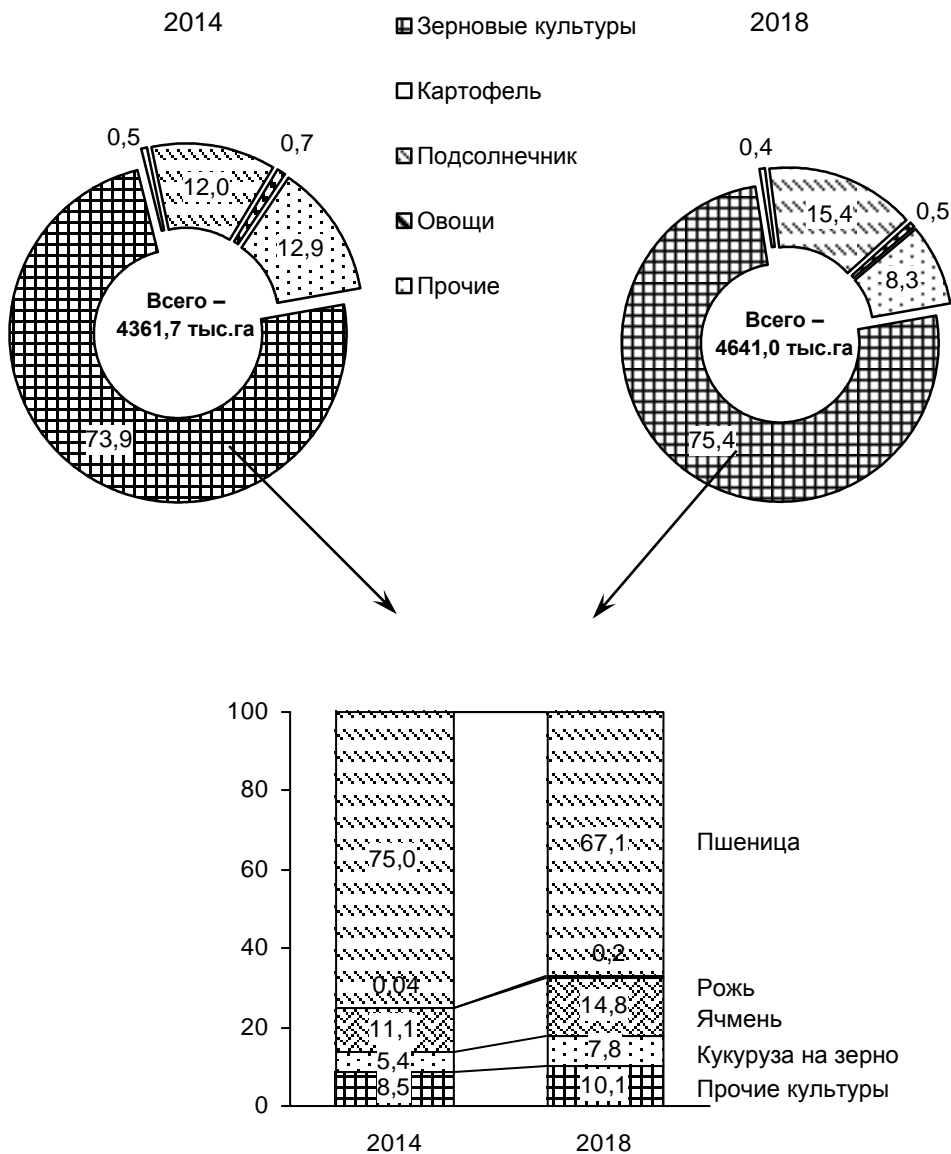 2014
Зерновые культуры
2018
Картофель
0,5
0,7
0,4
Подсолнечник
12,0
15,4
0,5
Овощи
12,9
8,3
Прочие
Всего –
4361,7 тыс.га
Всего –
4641,0 тыс.га
73,9
75,4
100
80
60
40
20
0
75,0
67,1
Пшеница
0,04
0,2
Рожь
11,1
14,8
Ячмень
5,4
7,8
Кукуруза на зерно
8,5
10,1
Прочие культуры
2014
2018